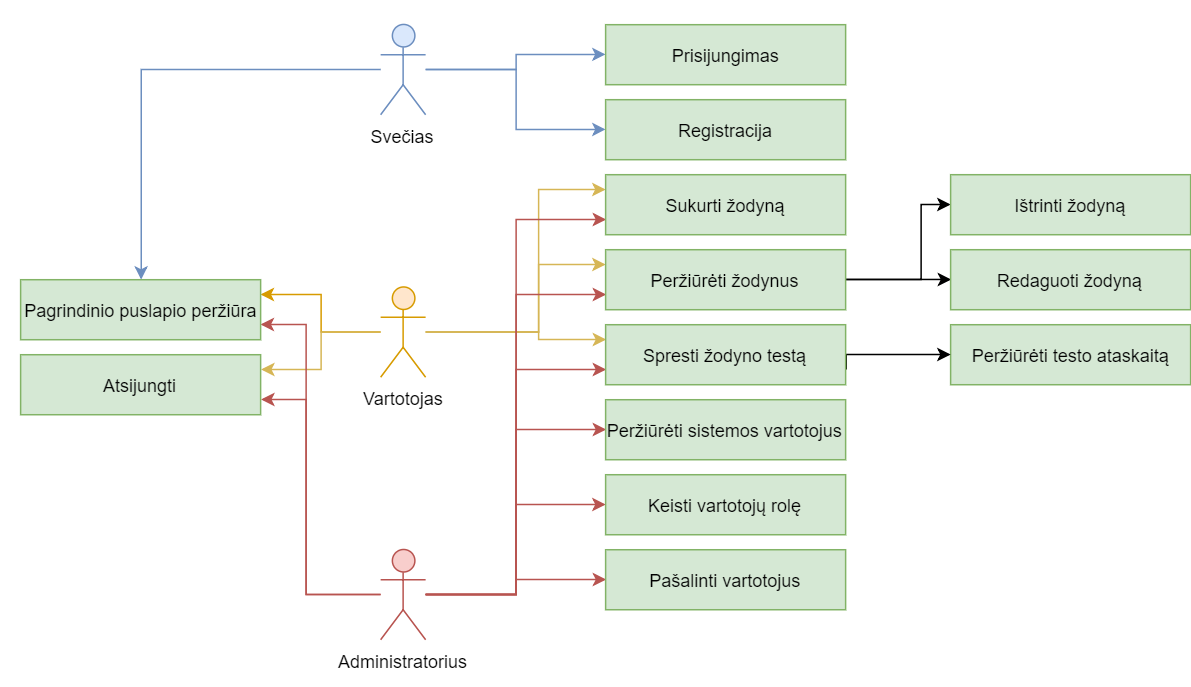 Prisijungimas
Svečias
Registracija
Sukurti žodyną
Ištrinti žodyną
Peržiūrėti žodynus
Redaguoti žodyną
Pagrindinio puslapio peržiūra
Spresti žodyno testą
Peržiūrėti testo ataskaitą
Atsijungti
Vartotojas
Peržiūrėti sistemos vartotojus
Keisti vartotojų rolę
Pašalinti vartotojus
Administratorius